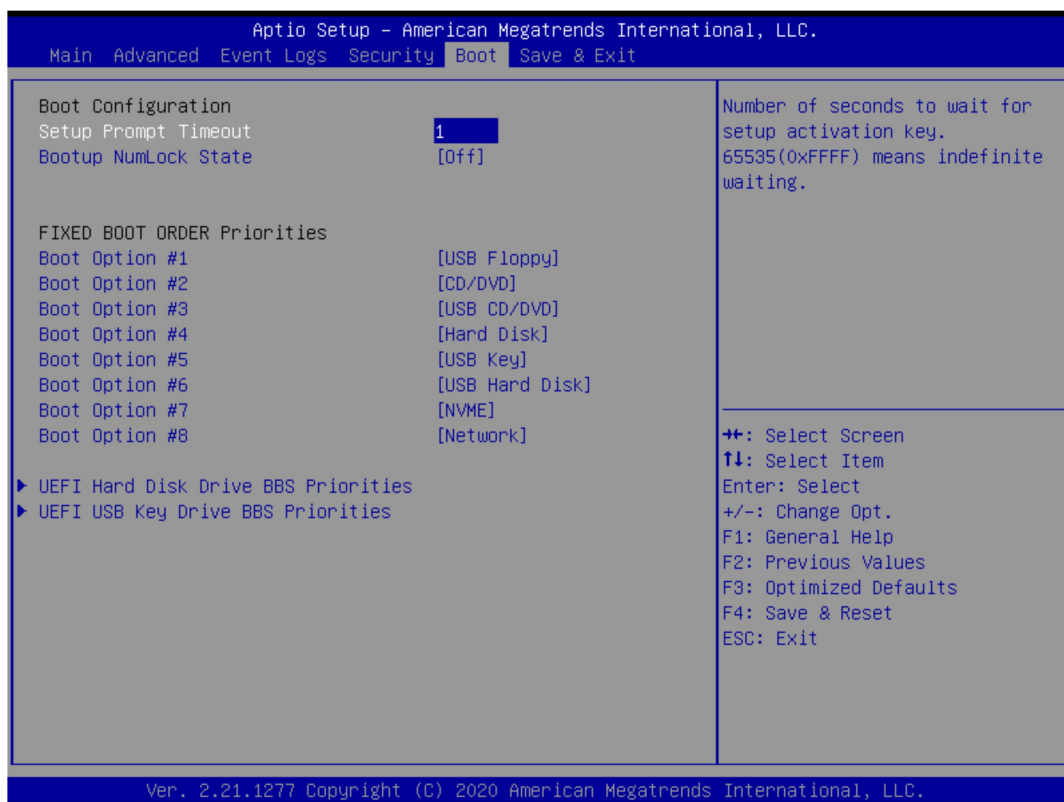 Aptio Setup – American Megatrends International, LLC.
Main Advanced Event Logs Security Boot Save & Exit
Boot Configuration
Setup Prompt Timeout 1
Bootup NumLock State [Off]
FIXED BOOT ORDER Priorities
Boot Option #1 [USB Floppy]
Boot Option #2 [CD/DVD]
Boot Option #3 [USB CD/DVD]
Boot Option #4 [Hard Disk]
Boot Option #5 [USB Key]
Boot Option #6 [USB Hard Disk]
Boot Option #7 [NVME]
Boot Option #8 [Network]
▶ UEFI Hard Disk Drive BBS Priorities
▶ UEFI USB Key Drive BBS Priorities
Number of seconds to wait for
setup activation key.
65535(0xFFFF) means indefinite
waiting.
→←: Select Screen
↑↓: Select Item
Enter: Select
+/-: Change Opt.
F1: General Help
F2: Previous Values
F3: Optimized Defaults
F4: Save & Reset
ESC: Exit
Ver. 2.21.1277 Copyright (C) 2020 American Megatrends International, LLC.